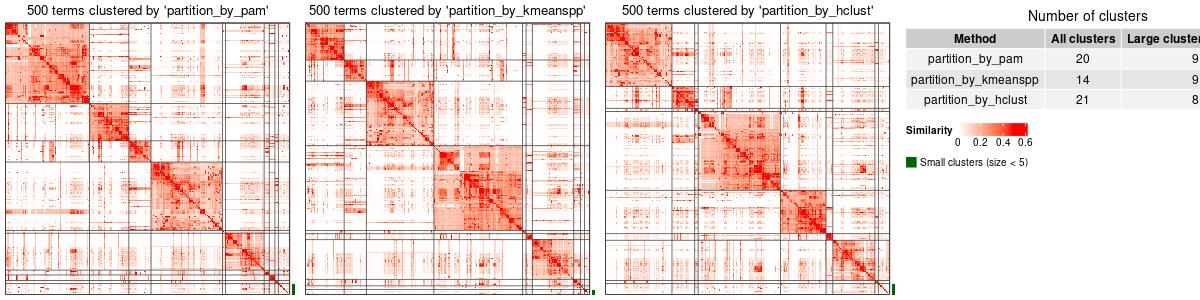 500 terms clustered by 'partition_by_pam'
500 terms clustered by 'partition_by_kmeanspp'
500 terms clustered by 'partition_by_hclust'
Number of clusters
Method All clusters Large cluster
partition_by_pam 20 9
partition_by_kmeanspp 14 9
partition_by_hclust 21 8
Similarity
0 0.2 0.4 0.6
Small clusters (size < 5)